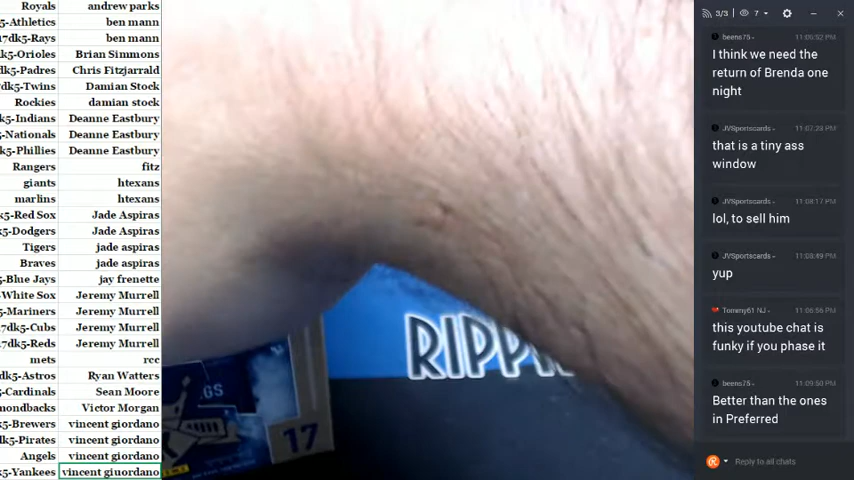 Royals andrew parks
-Athletics ben mann
17dk5-Rays ben mann
dk5-Orioles Brian Simmons
dk5-Padres Chris Fitzjarrald
7dk5-Twins Damian Stock
Rockies damian stock
k5-Indians Deanne Eastbury
5-Nationals Deanne Eastbury
k5-Phillies Deanne Eastbury
Rangers fitz
giants htexans
marlins htexans
k5-Red Sox Jade Aspiras
k5-Dodgers Jade Aspiras
Tigers jade aspiras
Braves jade aspiras
5-Blue Jays jay frenette
-White Sox Jeremy Murrell
5-Mariners Jeremy Murrell
7dk5-Cubs Jeremy Murrell
7dk5-Reds Jeremy Murrell
mets rcc
dk5-Astros Ryan Watters
5-Cardinals Sean Moore
mondbacks Victor Morgan
k5-Brewers vincent giordano
k5-Pirates vincent giordano
Angels vincent giordano
k5-Yankees vincent giuordano
GS
17
RIPPI
3/3 7
beens75 11:06:52 PM
I think we need the
return of Brenda one
night
JVSportscards 11:07:23 PM
that is a tiny ass
window
JVSportscards 11:08:17 PM
lol, to sell him
JVSportscards 11:08:49 PM
yup
Tommy61 NJ 11:08:56 PM
this youtube chat is
funky if you phase it
beens75 11:09:50 PM
Better than the ones
in Preferred
Reply to all chats